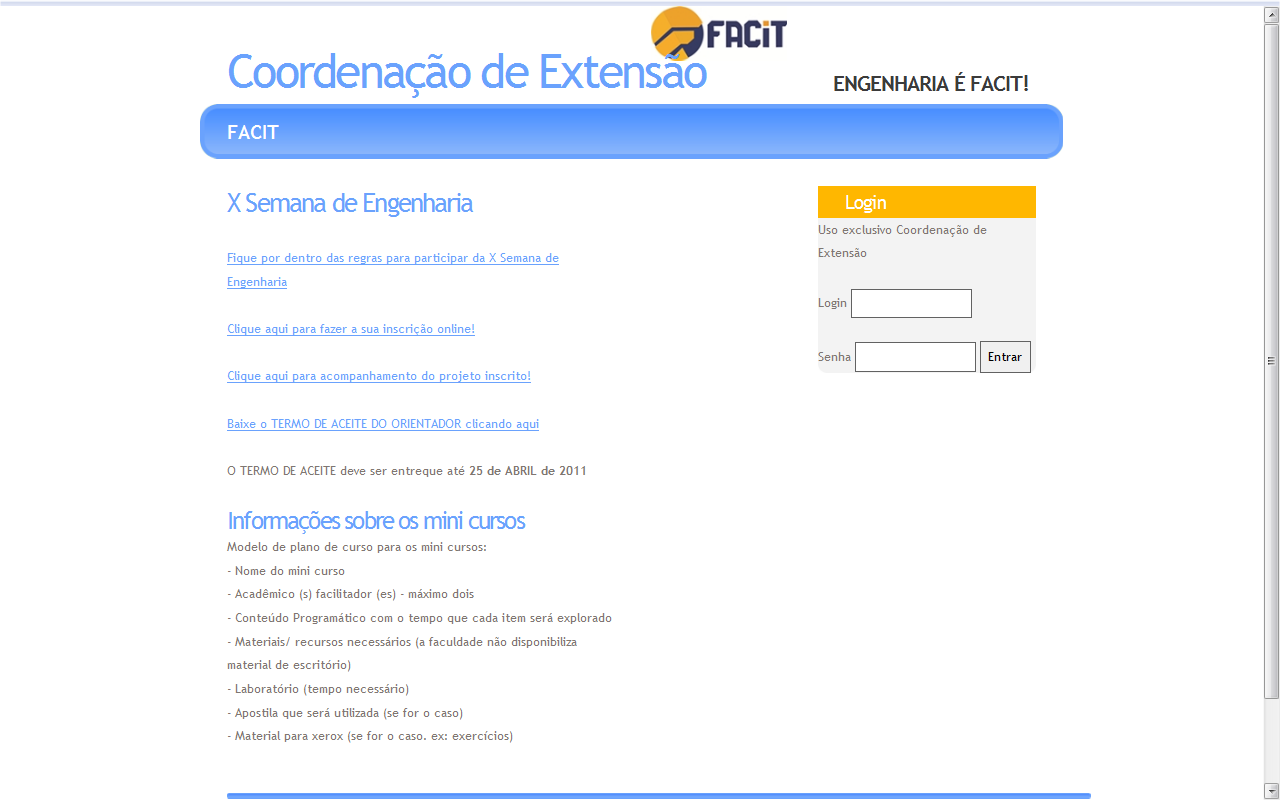 FACiT
Coordenação de Extensão
ENGENHARIA É FACIT!
FACIT
X Semana de Engenharia
Fique por dentro das regras para participar da X Semana de
Engenharia
Clique aqui para fazer a sua inscrição online!
Clique aqui para acompanhamento do projeto inscrito!
Baixe o TERMO DE ACEITE DO ORIENTADOR clicando aqui
O TERMO DE ACEITE deve ser entregue até 25 de ABRIL de 2011
Informações sobre os mini cursos
Modelo de plano de curso para os mini cursos:
- Nome do mini curso
- Acadêmico (s) facilitador (es) - máximo dois
- Conteúdo Programático com o tempo que cada item será explorado
- Materiais/ recursos necessários (a faculdade não disponibiliza
material de escritório)
- Laboratório (tempo necessário)
- Apostila que será utilizada (se for o caso)
- Material para xerox (se for o caso. ex: exercícios)
Login
Uso exclusivo Coordenação de
Extensão
Login
Senha Entrar